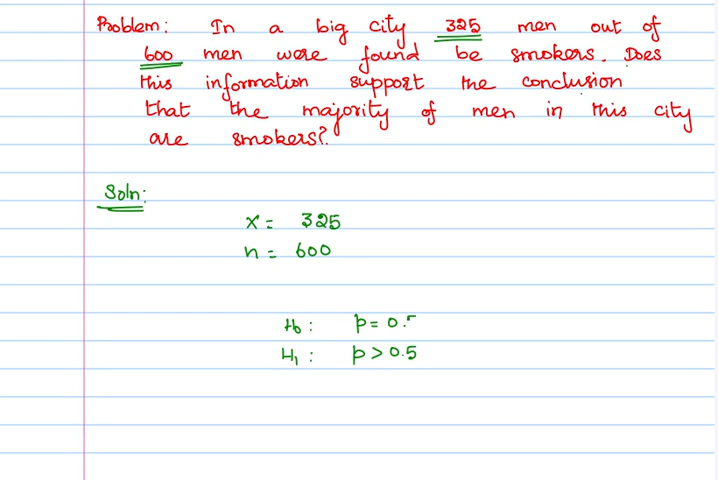 Problem: In a big city 325 men out of
600 men were found be smokers. Does
this information support the conclusion
that the majority of men in this city
are smokers?
Soln:
x = 325
n = 600
H0: p = 0.5
H1: p > 0.5